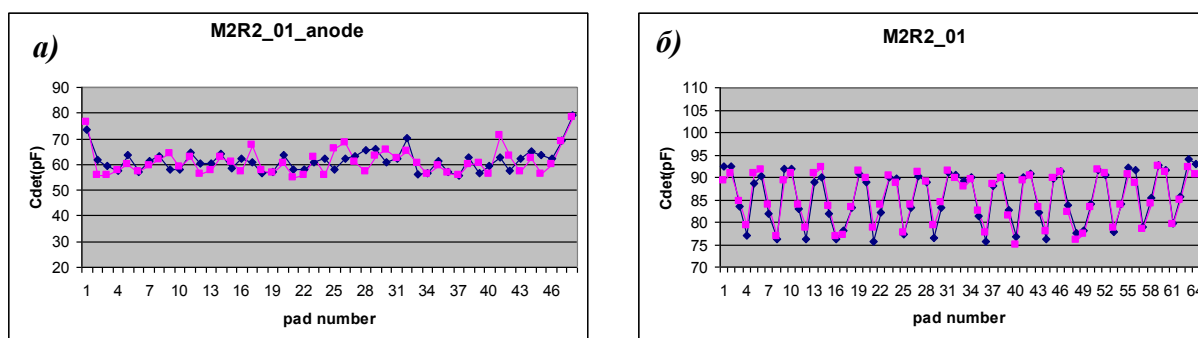 а)
M2R2_01_anode
Cdet(pF)
90
80
70
60
50
40
30
20
1 4 7 10 13 16 19 22 25 28 31 34 37 40 43 46
pad number
б)
M2R2_01
Cdet(pF)
110
105
100
95
90
85
80
75
70
1 4 7 10 13 16 19 22 25 28 31 34 37 40 43 46 49 52 55 58 61 64
pad number